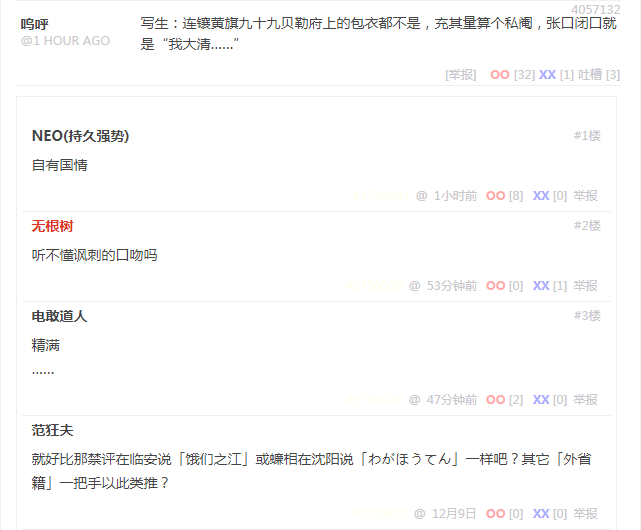 4057132
呜呼
@1 HOUR AGO
写生：连镶黄旗九十九贝勒府上的包衣都不是，充其量算个私阉，张口闭口就
是“我大清……”
[举报] OO [32] XX [1] 吐槽 [3]
NEO(持久强势) #1楼
自有国情
@ 1小时前 OO [8] XX [0] 举报
无根树 #2楼
听不懂讽刺的口吻吗
@ 53分钟前 OO [0] XX [1] 举报
电敢道人 #3楼
精满
……
@ 47分钟前 OO [2] XX [0] 举报
范狂夫
就好比那禁评在临安说「饿们之江」或蠊相在沈阳说「わがほうてん」一样吧？其它「外省
籍」一把手以此类推？
@ 12月9日 OO [0] XX [0] 举报